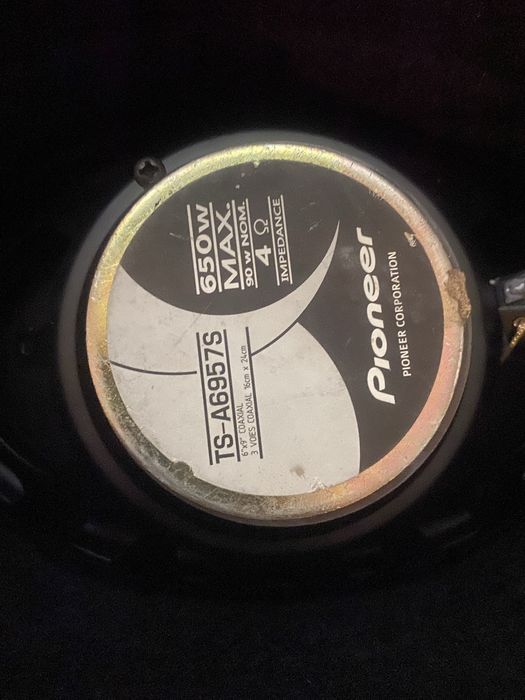 650W
MAX.
90 W NOM.
4 Ω
IMPEDANCE
TS-A6957S
6"x9" COAXIAL
3 VOIES COAXIAL 16cm x 24cm
Pioneer
PIONEER CORPORATION